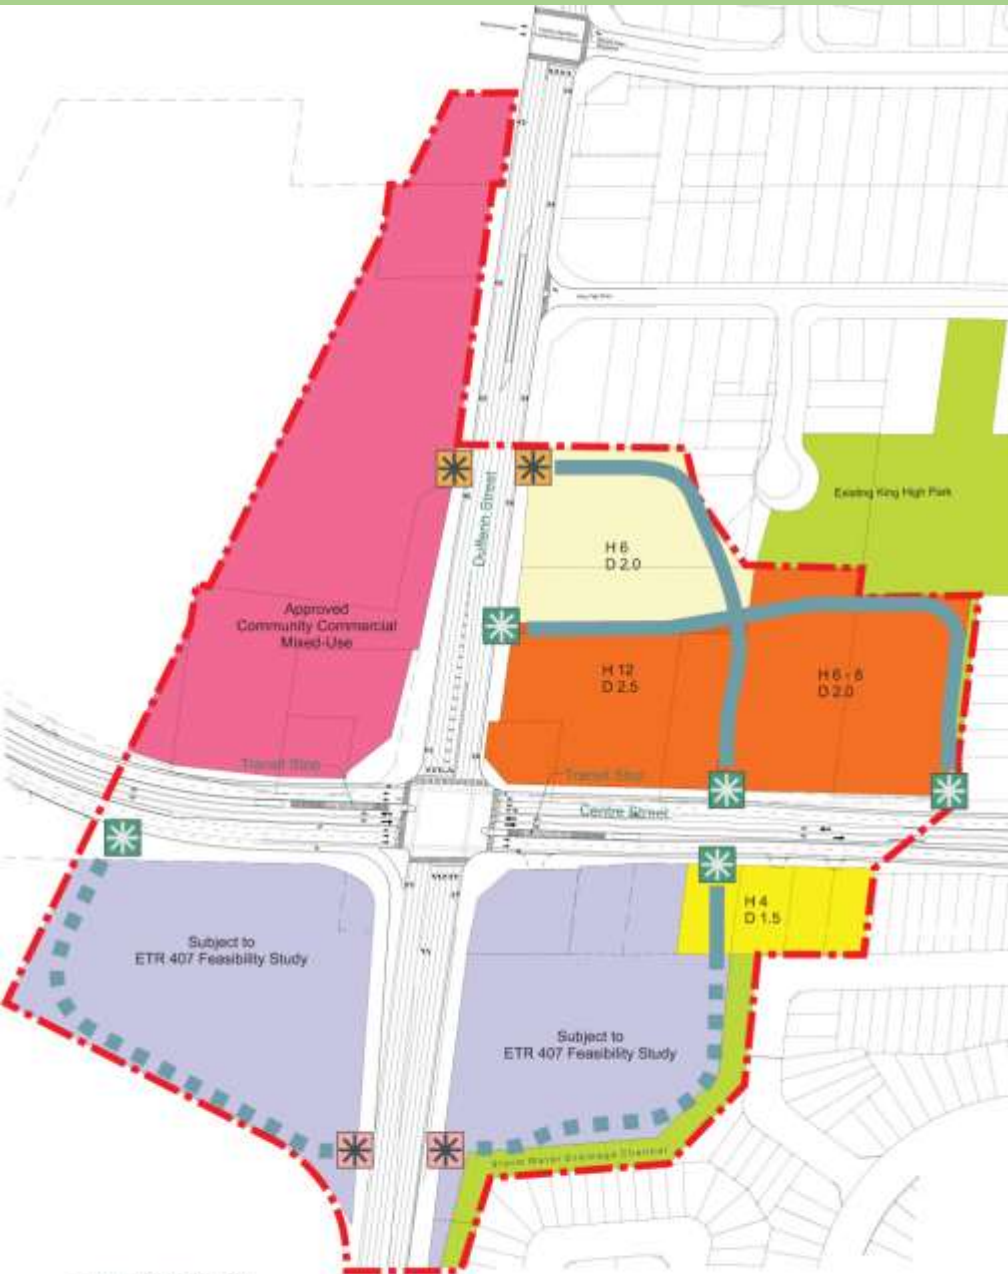 Existing King High Park
Dufferin Street
H 6
D 2.0
Approved
Community Commercial
Mixed-Use
H 12
D 2.5
H 6 - 8
D 2.0
Transit Stop
Transit Stop
Centre Street
H 4
D 1.5
Subject to
ETR 407 Feasibility Study
Subject to
ETR 407 Feasibility Study
Storm Water Drainage Channel